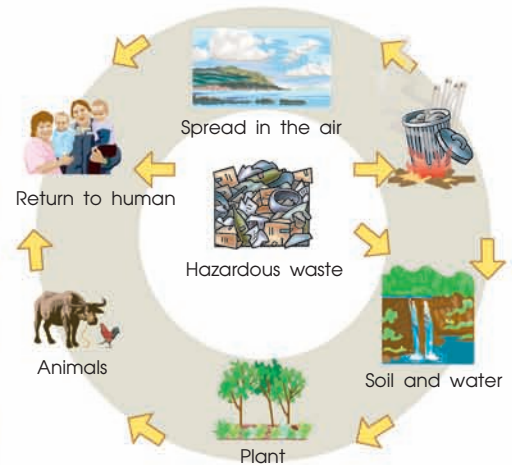 Spread in the air
Return to human
Hazardous waste
Animals
Soil and water
Plant